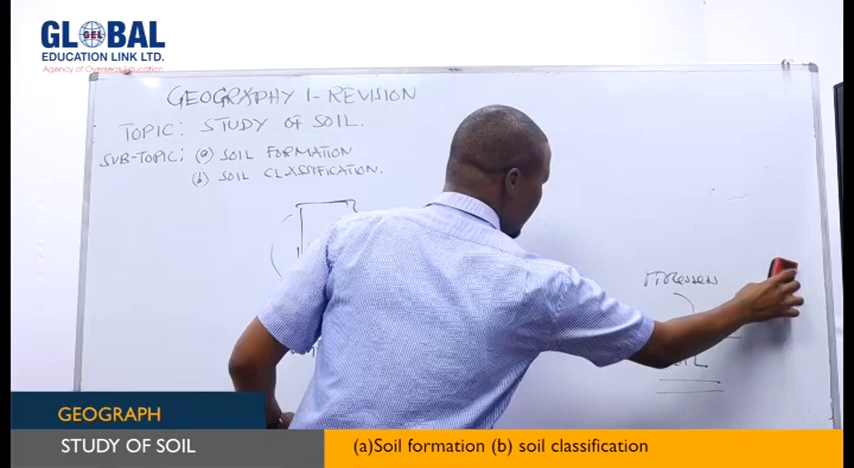 GLOBAL
GEL
EDUCATION LINK LTD.
Agency of Overseas Education
GEOGRAPHY 1-REVISION
TOPIC: STUDY OF SOIL.
SUB-TOPIC: (a) SOIL FORMATION
(b) SOIL CLASSIFICATION.
GEOGRAPH
STUDY OF SOIL
(a)Soil formation (b) soil classification